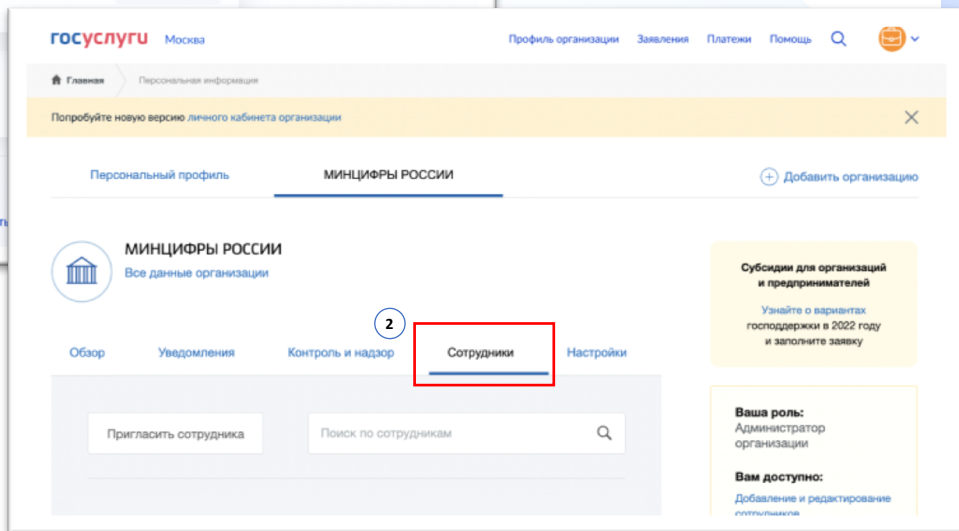 госуслуги Москва Профиль организации Заявления Платежи Помощь
Главная Персональная информация
Попробуйте новую версию личного кабинета организации
Персональный профиль МИНЦИФРЫ РОССИИ + Добавить организацию
МИНЦИФРЫ РОССИИ
Все данные организации
Субсидии для организаций
и предпринимателей
Узнайте о вариантах
господдержки в 2022 году
и заполните заявку
2
Обзор Уведомления Контроль и надзор Сотрудники Настройки
Пригласить сотрудника Поиск по сотрудникам
Ваша роль:
Администратор
организации
Вам доступно:
Добавление и редактирование
сотрудников